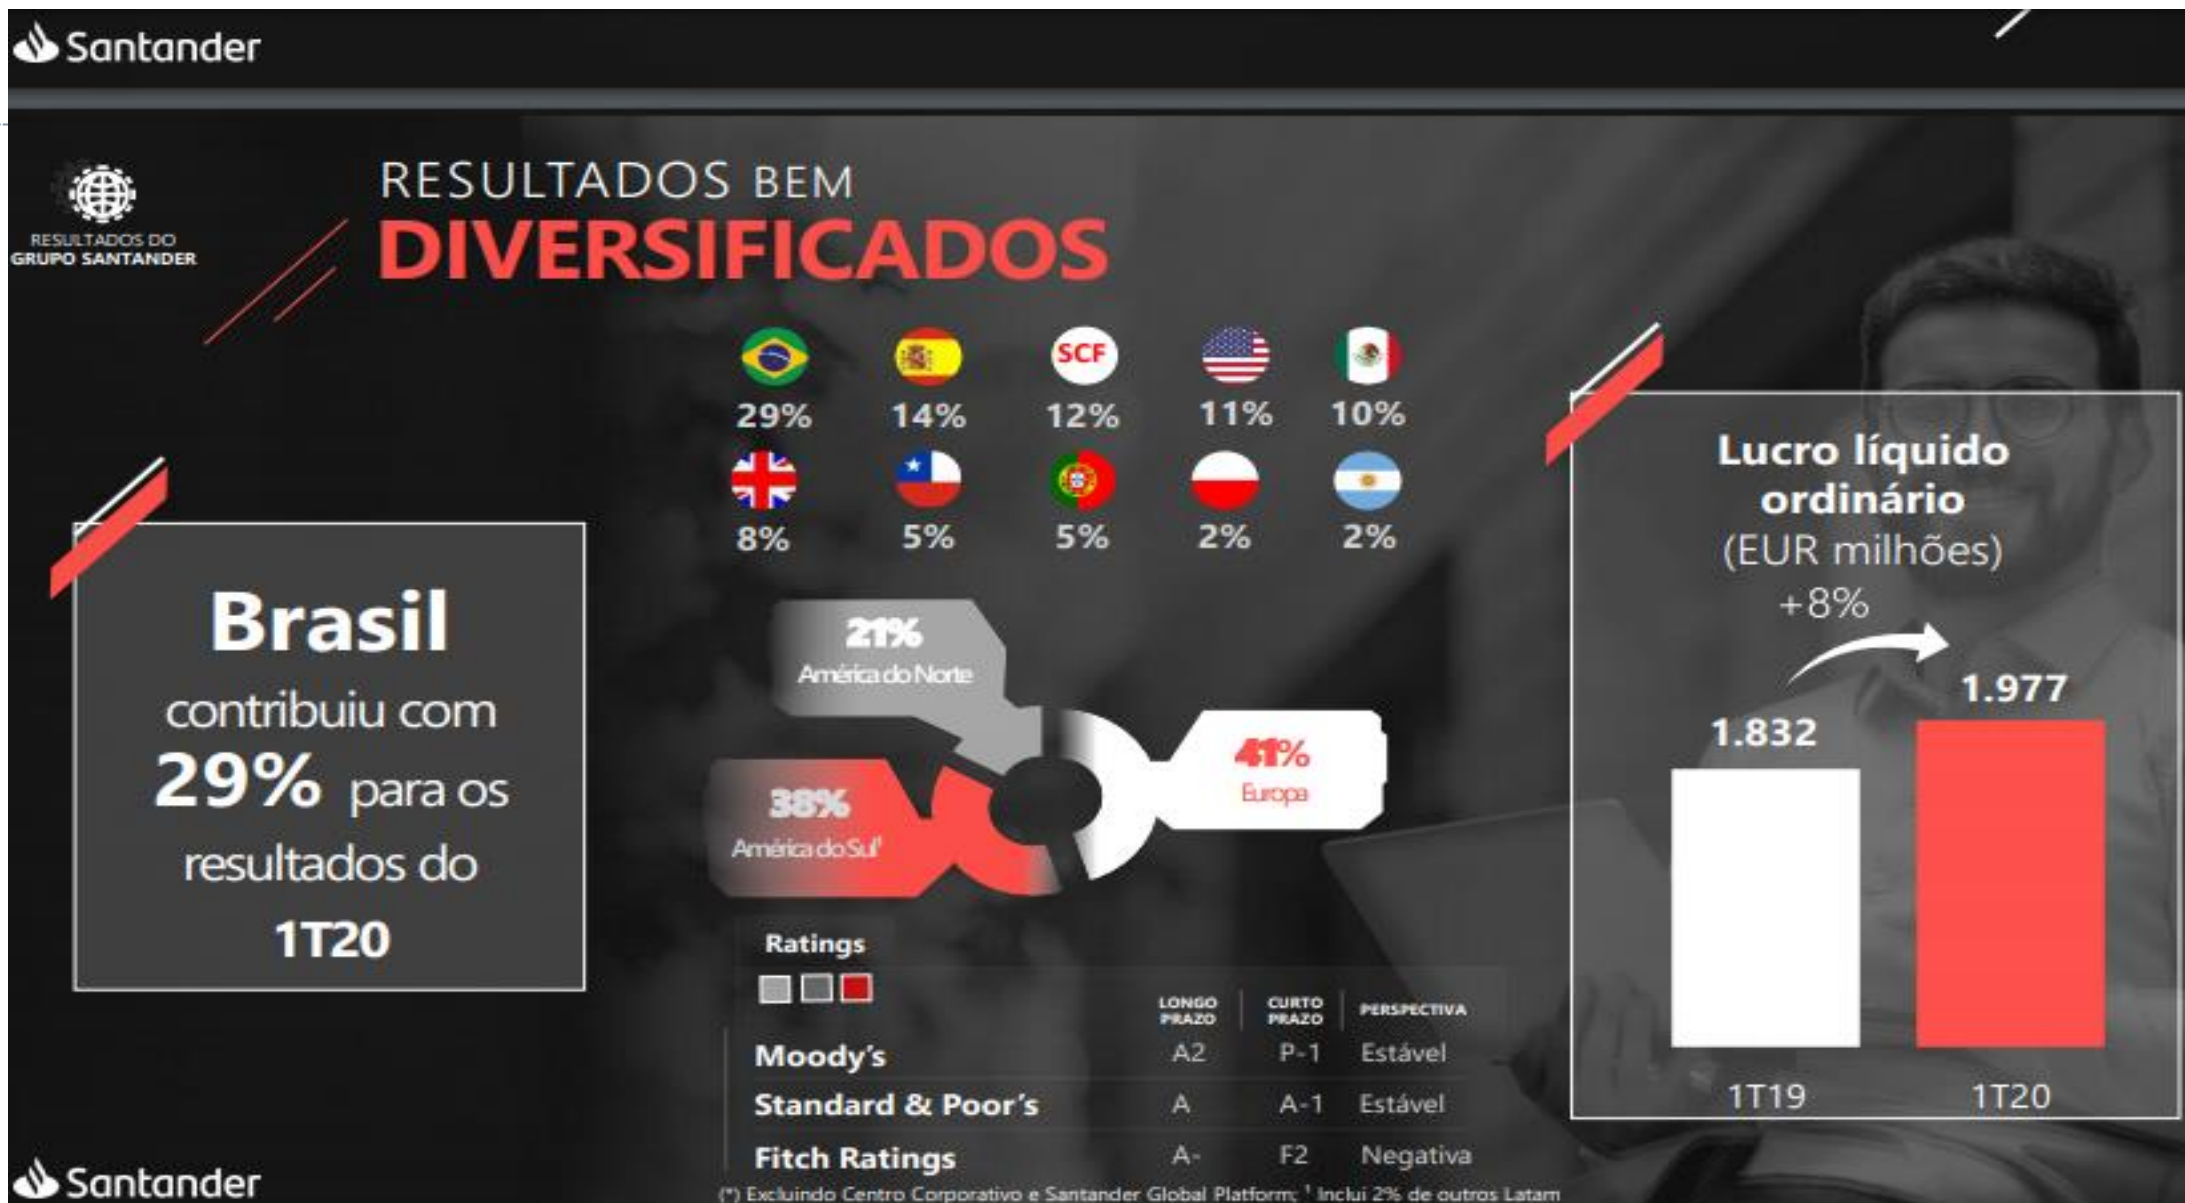 Santander
RESULTADOS DO
GRUPO SANTANDER
RESULTADOS BEM
DIVERSIFICADOS
SCF
29% 14% 12% 11% 10%
8% 5% 5% 2% 2%
Brasil
contribuiu com
29% para os
resultados do
1T20
21%
América do Norte
41%
Europa
38%
América do Sul¹
Lucro líquido
ordinário
(EUR milhões)
+8%
1.832
1.977
1T19 1T20
Ratings
LONGO PRAZO CURTO PRAZO PERSPECTIVA
Moody's A2 P-1 Estável
Standard & Poor's A A-1 Estável
Fitch Ratings A- F2 Negativa
(*) Excluindo Centro Corporativo e Santander Global Platform; ¹ Inclui 2% de outros Latam
Santander